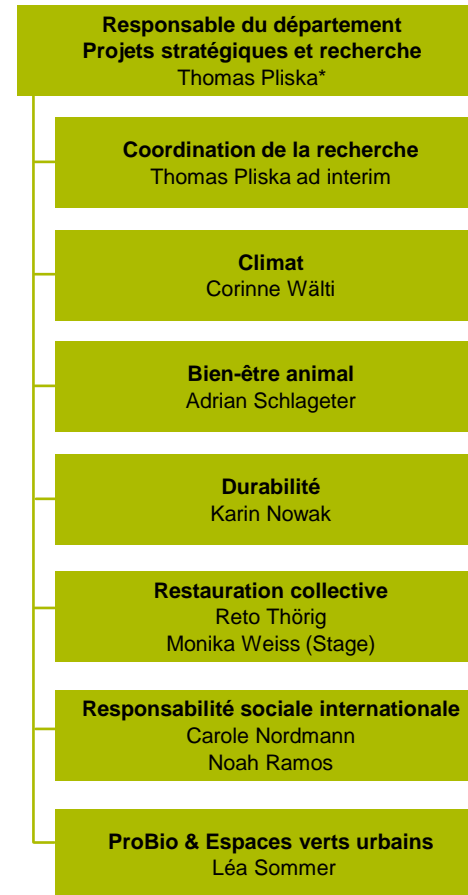 Responsable du département
Projets stratégiques et recherche
Thomas Pliska*
Coordination de la recherche
Thomas Pliska ad interim
Climat
Corinne Wälti
Bien-être animal
Adrian Schlageter
Durabilité
Karin Nowak
Restauration collective
Reto Thörig
Monika Weiss (Stage)
Responsabilité sociale internationale
Carole Nordmann
Noah Ramos
ProBio & Espaces verts urbains
Léa Sommer